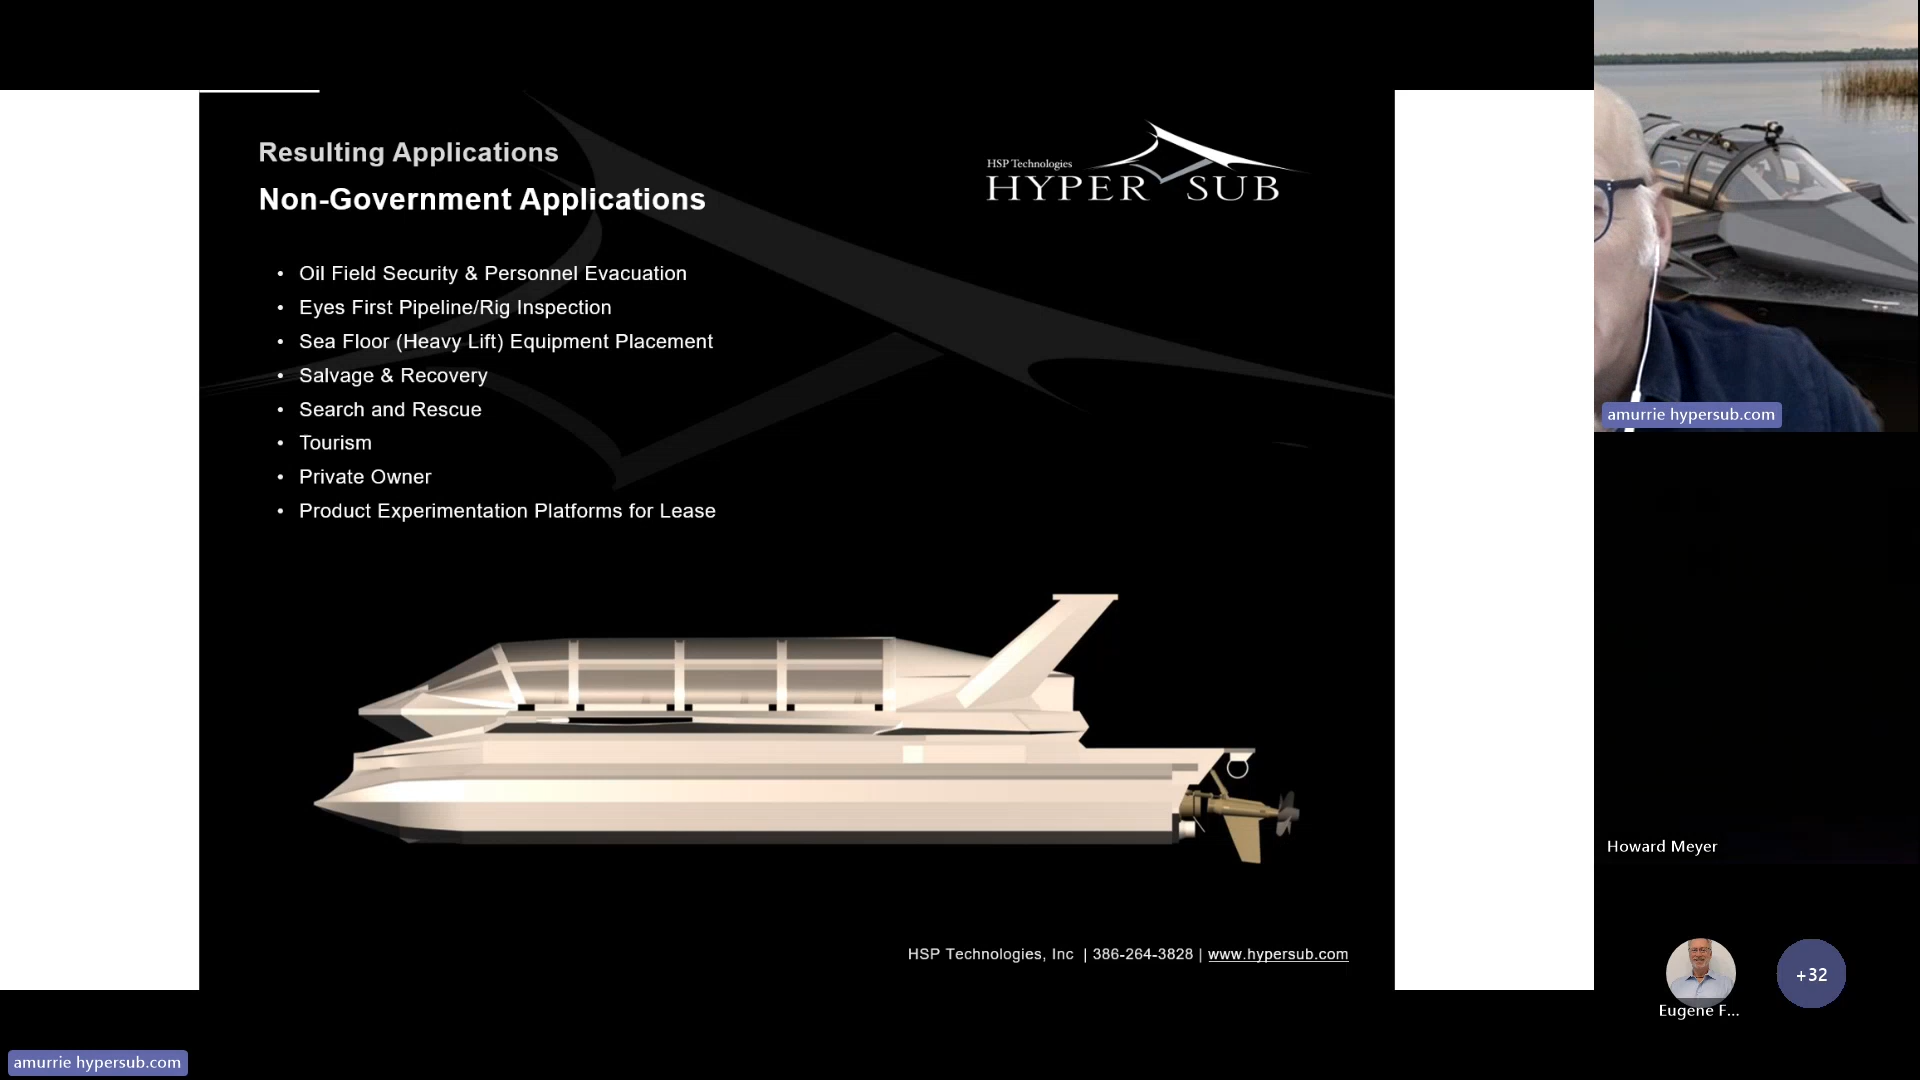 Resulting Applications
Non-Government Applications
HSP Technologies
HYPER SUB
• Oil Field Security & Personnel Evacuation
• Eyes First Pipeline/Rig Inspection
• Sea Floor (Heavy Lift) Equipment Placement
• Salvage & Recovery
• Search and Rescue
• Tourism
• Private Owner
• Product Experimentation Platforms for Lease
HSP Technologies, Inc | 386-264-3828 | www.hypersub.com
amurrie hypersub.com
Howard Meyer
Eugene F...
+32
amurrie hypersub.com